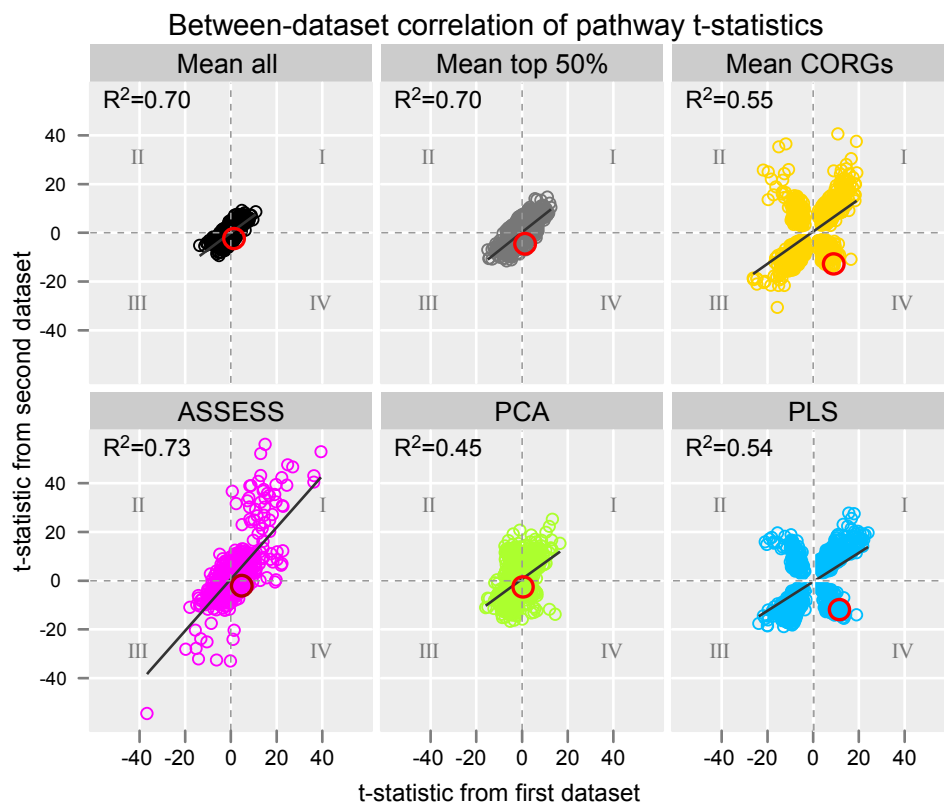 Between-dataset correlation of pathway t-statistics
Mean all
Mean top 50%
Mean CORGs
R²=0.70
R²=0.70
R²=0.55
II
I
II
I
II
I
III
IV
III
IV
III
IV
40
20
0
-20
-40
ASSESS
PCA
PLS
R²=0.73
R²=0.45
R²=0.54
II
I
II
I
II
I
III
IV
III
IV
III
IV
40
20
0
-20
-40
t-statistic from second dataset
-40 -20 0 20 40
-40 -20 0 20 40
-40 -20 0 20 40
t-statistic from first dataset